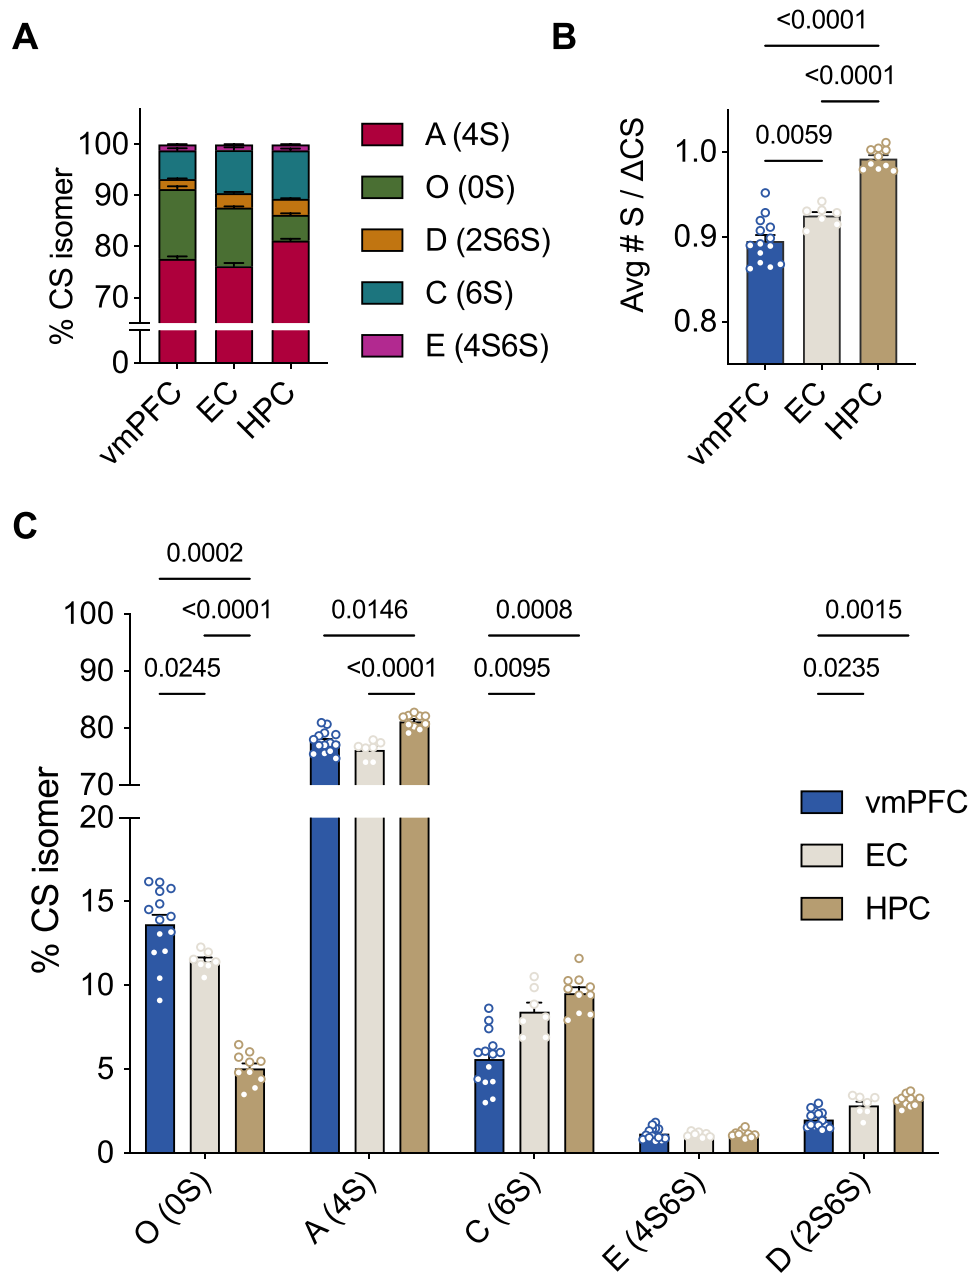 A
100
90
80
70
0
% CS isomer
vmPFC
EC
HPC
A (4S)
O (0S)
D (2S6S)
C (6S)
E (4S6S)
B
<0.0001
<0.0001
0.0059
1.0
0.9
0.8
Avg # S / ΔCS
vmPFC
EC
HPC
C
0.0002
<0.0001
0.0245
0.0146
<0.0001
0.0008
0.0095
0.0015
0.0235
100
90
80
70
20
15
10
5
0
% CS isomer
vmPFC
EC
HPC
O (0S)
A (4S)
C (6S)
E (4S6S)
D (2S6S)